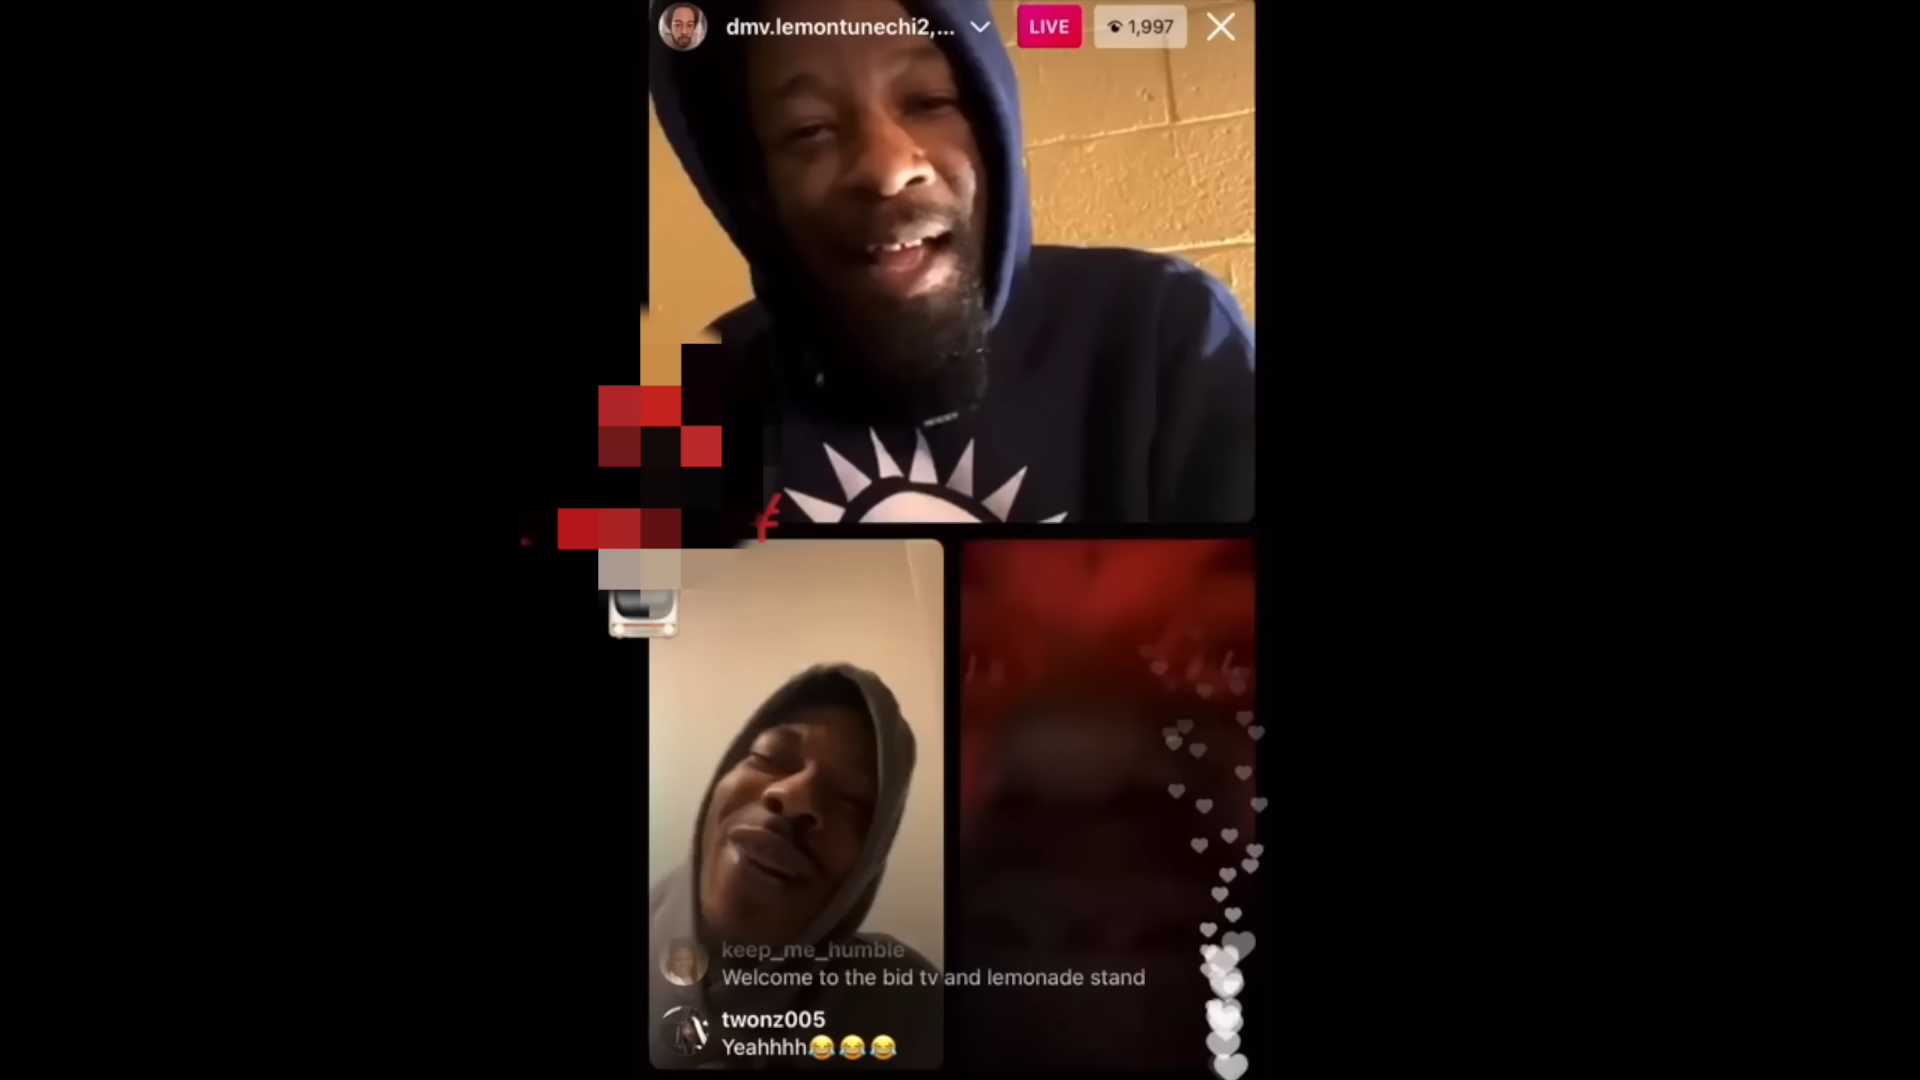 dmv.lemontunechi2,...
LIVE
1,997
keep_me_humble
Welcome to the bid tv and lemonade stand
twonz005
Yeahhhh😂😂😂